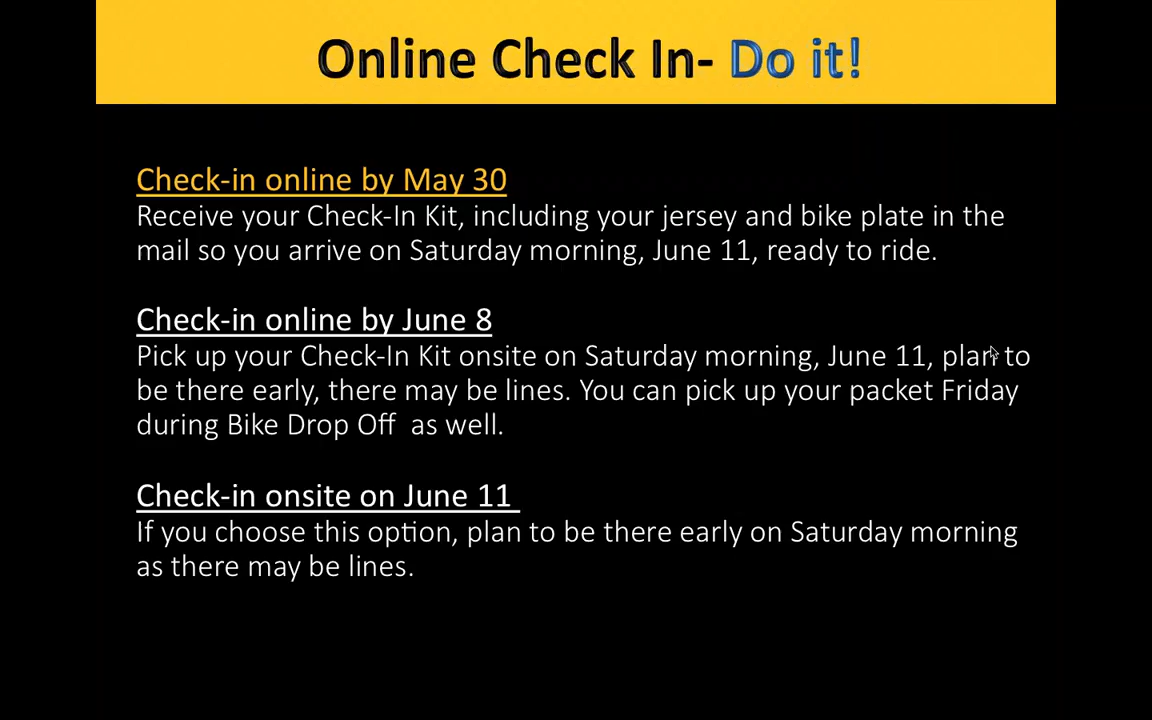 Online Check In- Do it!
Check-in online by May 30
Receive your Check-In Kit, including your jersey and bike plate in the
mail so you arrive on Saturday morning, June 11, ready to ride.
Check-in online by June 8
Pick up your Check-In Kit onsite on Saturday morning, June 11, plan to
be there early, there may be lines. You can pick up your packet Friday
during Bike Drop Off  as well.
Check-in onsite on June 11
If you choose this option, plan to be there early on Saturday morning
as there may be lines.